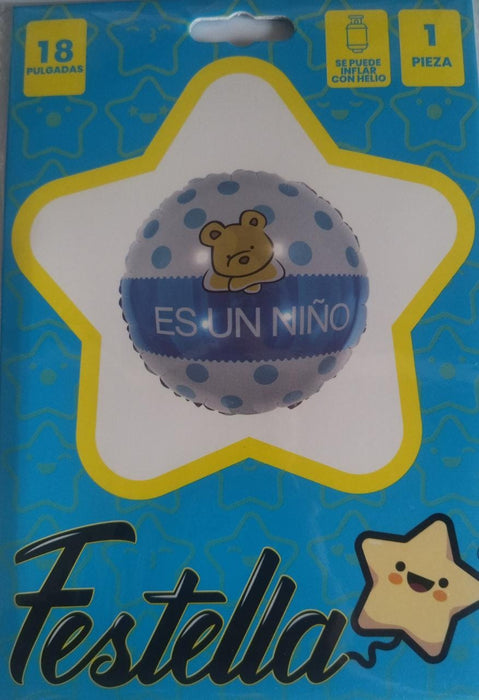 18
PULGADAS
SE PUEDE
INFLAR
CON HELIO
1
PIEZA
ES UN NIÑO
Festella